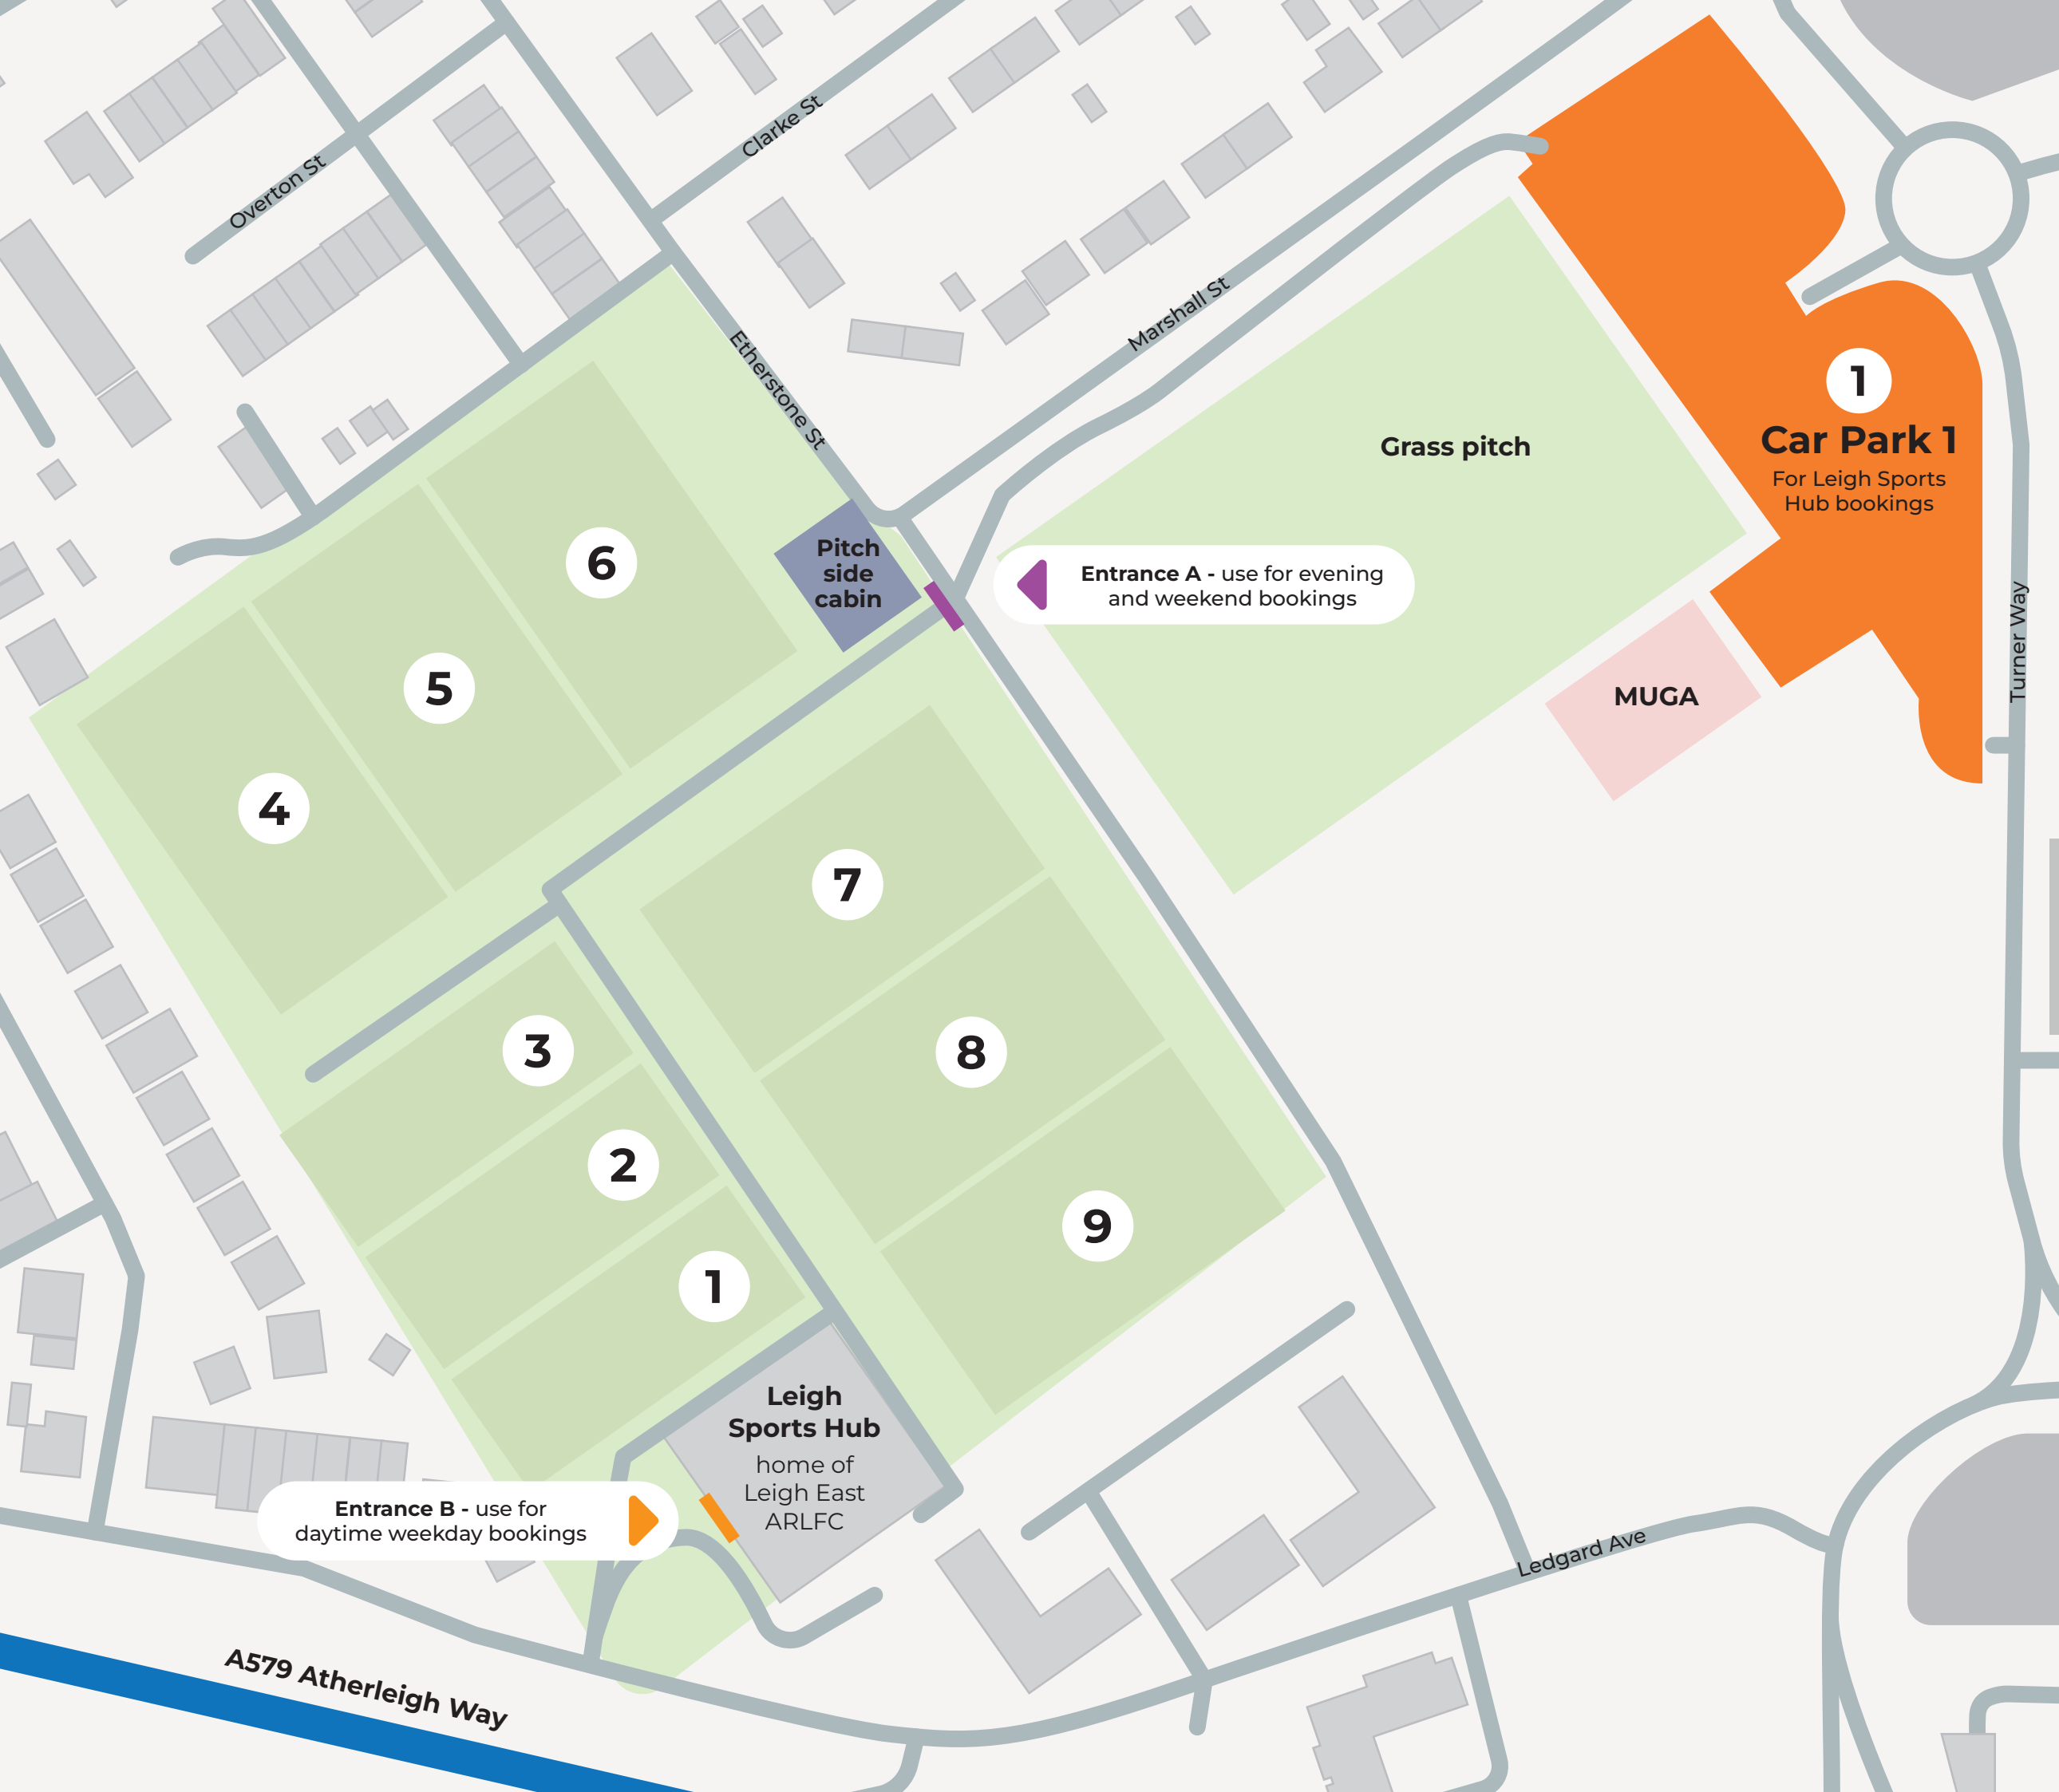 Clarke St
Overton St
Marshall St
Etherstone St
1
Car Park 1
For Leigh Sports
Hub bookings
Grass pitch
Pitch
side
cabin
6
Entrance A - use for evening
and weekend bookings
5
MUGA
Turner Way
4
7
3
8
2
9
1
Leigh
Sports Hub
home of
Leigh East
ARLFC
Entrance B - use for
daytime weekday bookings
Ledgard Ave
A579 Atherleigh Way